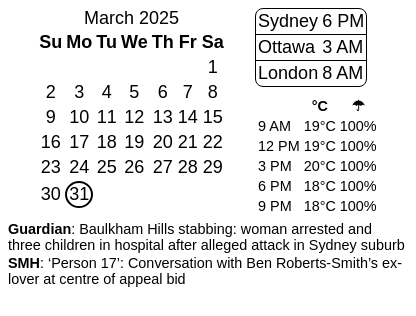 March 2025
Su Mo Tu We Th Fr Sa
1
2 3 4 5 6 7 8
9 10 11 12 13 14 15
16 17 18 19 20 21 22
23 24 25 26 27 28 29
30 31
Sydney 6 PM
Ottawa 3 AM
London 8 AM
°C ☂
9 AM 19°C 100%
12 PM 19°C 100%
3 PM 20°C 100%
6 PM 18°C 100%
9 PM 18°C 100%
Guardian: Baulkham Hills stabbing: woman arrested and
three children in hospital after alleged attack in Sydney suburb
SMH: ‘Person 17’: Conversation with Ben Roberts-Smith’s ex-
lover at centre of appeal bid